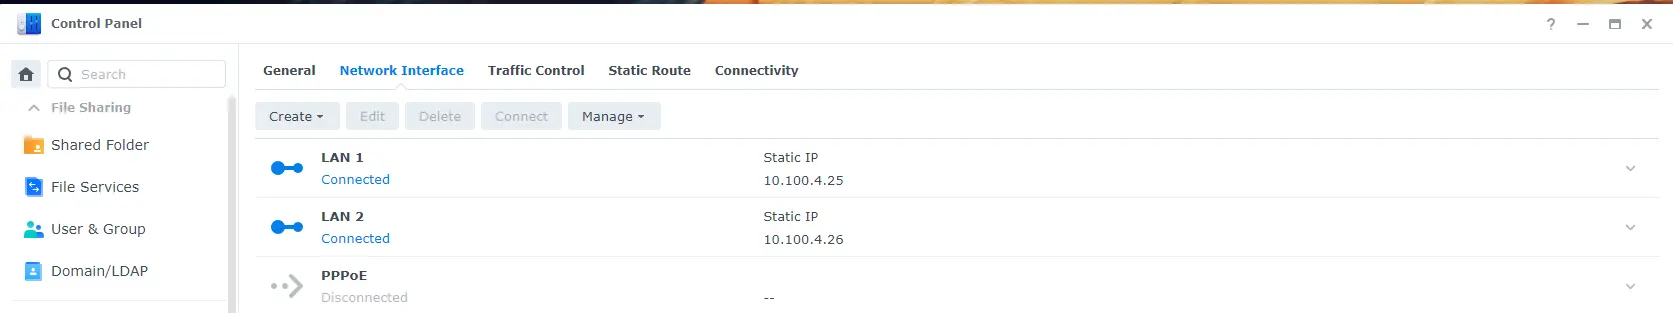 Control Panel
?
Search
General Network Interface Traffic Control Static Route Connectivity
File Sharing
Shared Folder
File Services
User & Group
Domain/LDAP
Create Edit Delete Connect Manage
LAN 1 Static IP
Connected 10.100.4.25
LAN 2 Static IP
Connected 10.100.4.26
PPPoE
Disconnected --